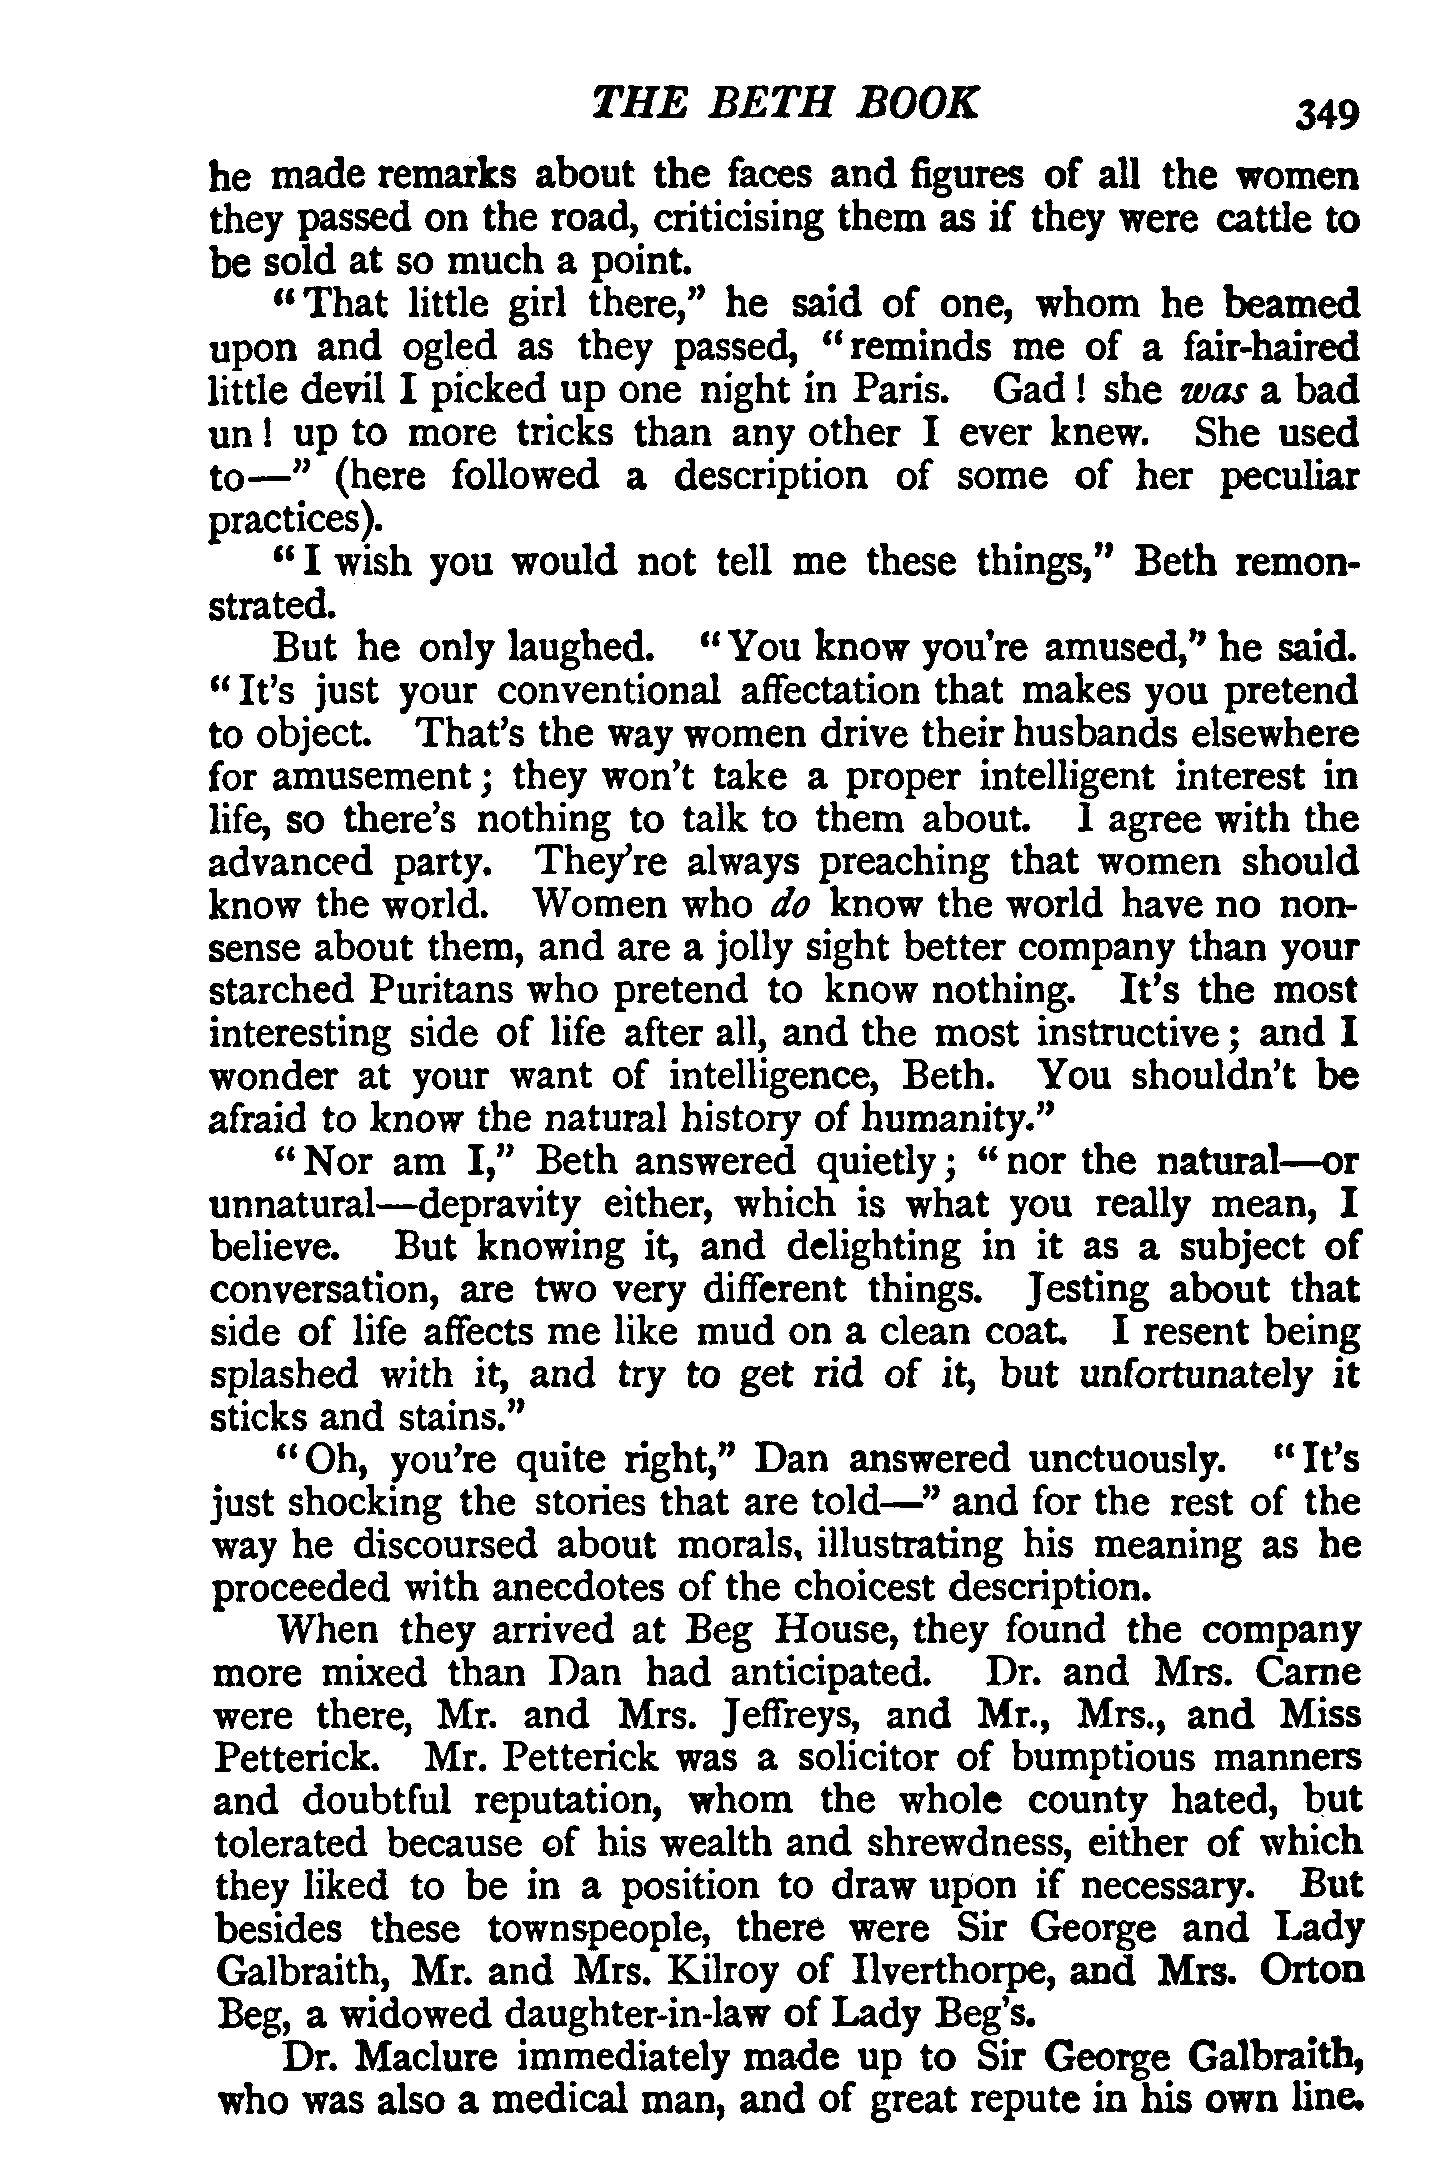 THE BETH BOOK 349
he made remarks about the faces and figures of all the women
they passed on the road, criticising them as if they were cattle to
be sold at so much a point.
“That little girl there,” he said of one, whom he beamed
upon and ogled as they passed, “reminds me of a fair-haired
little devil I picked up one night in Paris. Gad! she was a bad
un! up to more tricks than any other I ever knew. She used
to—” (here followed a description of some of her peculiar
practices).
“I wish you would not tell me these things,” Beth remon-
strated.
But he only laughed. “You know you’re amused,” he said.
“It’s just your conventional affectation that makes you pretend
to object. That’s the way women drive their husbands elsewhere
for amusement; they won’t take a proper intelligent interest in
life, so there’s nothing to talk to them about. I agree with the
advanced party. They’re always preaching that women should
know the world. Women who do know the world have no non-
sense about them, and are a jolly sight better company than your
starched Puritans who pretend to know nothing. It’s the most
interesting side of life after all, and the most instructive; and I
wonder at your want of intelligence, Beth. You shouldn’t be
afraid to know the natural history of humanity.”
“Nor am I,” Beth answered quietly; “nor the natural—or
unnatural—depravity either, which is what you really mean, I
believe. But knowing it, and delighting in it as a subject of
conversation, are two very different things. Jesting about that
side of life affects me like mud on a clean coat. I resent being
splashed with it, and try to get rid of it, but unfortunately it
sticks and stains.”
“Oh, you’re quite right,” Dan answered unctuously. “It’s
just shocking the stories that are told—” and for the rest of the
way he discoursed about morals, illustrating his meaning as he
proceeded with anecdotes of the choicest description.
When they arrived at Beg House, they found the company
more mixed than Dan had anticipated. Dr. and Mrs. Carne
were there, Mr. and Mrs. Jeffreys, and Mr., Mrs., and Miss
Petterick. Mr. Petterick was a solicitor of bumptious manners
and doubtful reputation, whom the whole county hated, but
tolerated because of his wealth and shrewdness, either of which
they liked to be in a position to draw upon if necessary. But
besides these townspeople, there were Sir George and Lady
Galbraith, Mr. and Mrs. Kilroy of Ilverthorpe, and Mrs. Orton
Beg, a widowed daughter-in-law of Lady Beg’s.
Dr. Maclure immediately made up to Sir George Galbraith,
who was also a medical man, and of great repute in his own line.